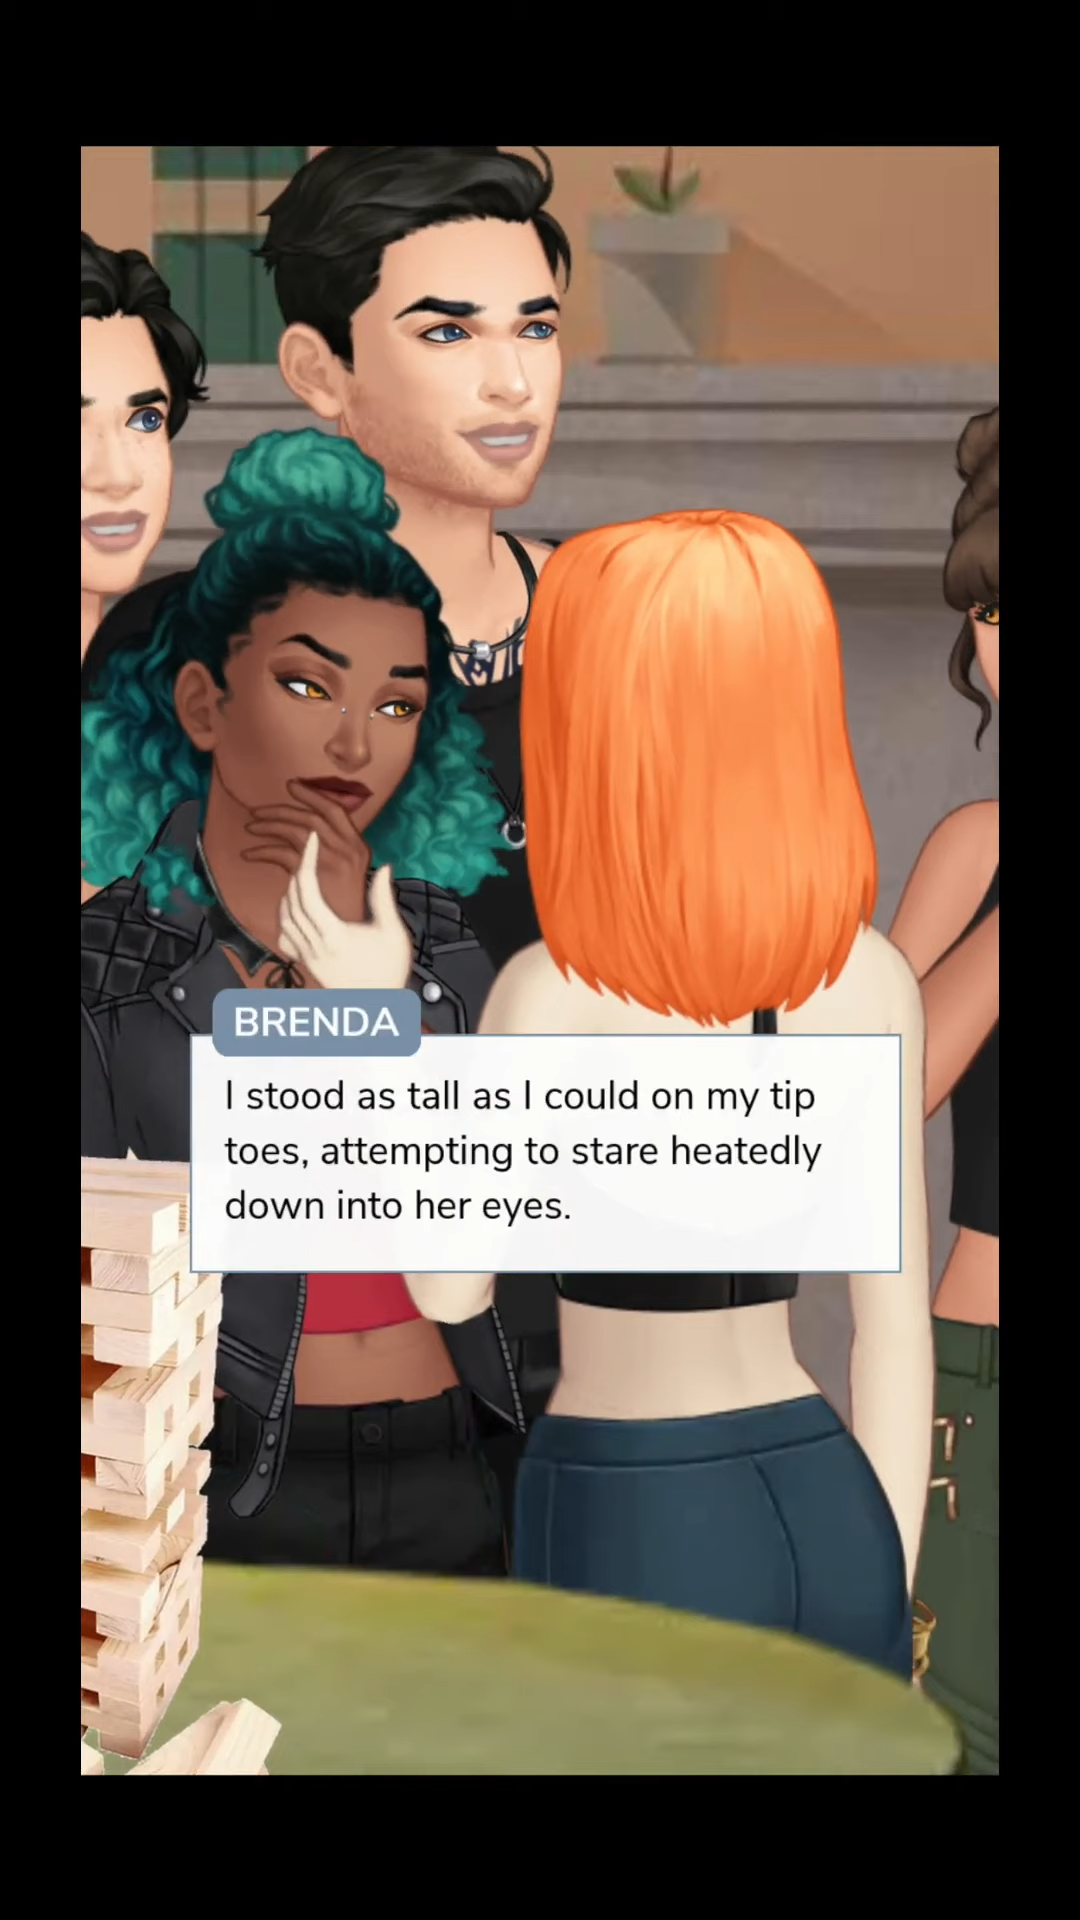 BRENDA
I stood as tall as I could on my tip
toes, attempting to stare heatedly
down into her eyes.